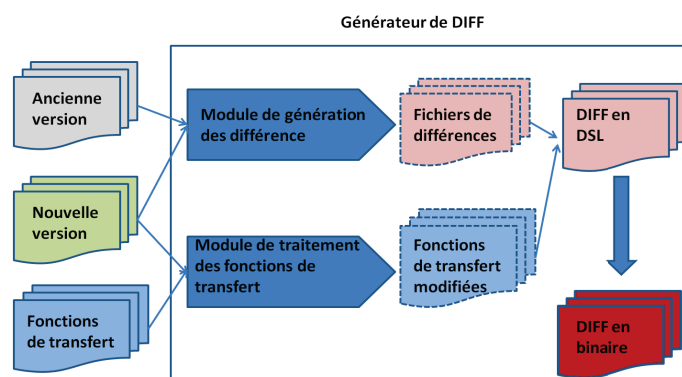 Générateur de DIFF
Ancienne
version
Module de génération
des différence
Fichiers de
différences
DIFF en
DSL
Nouvelle
version
Module de traitement
des fonctions de
transfert
Fonctions
de transfert
modifiées
Fonctions
de transfert
DIFF en
binaire